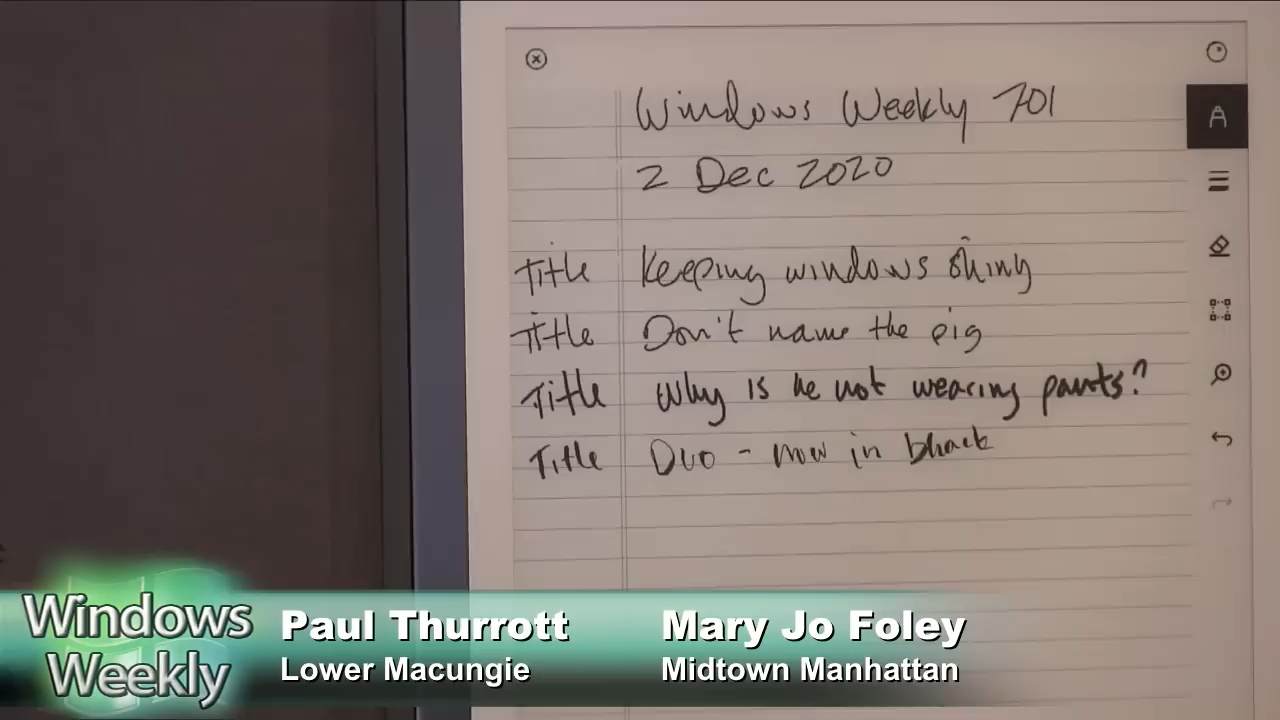 Windows Weekly 701
2 Dec 2020
Title Keeping windows shiny
Title Don't name the pig
Title Why is he not wearing pants?
Title Duo - now in black
Windows Weekly
Paul Thurrott
Lower Macungie
Mary Jo Foley
Midtown Manhattan